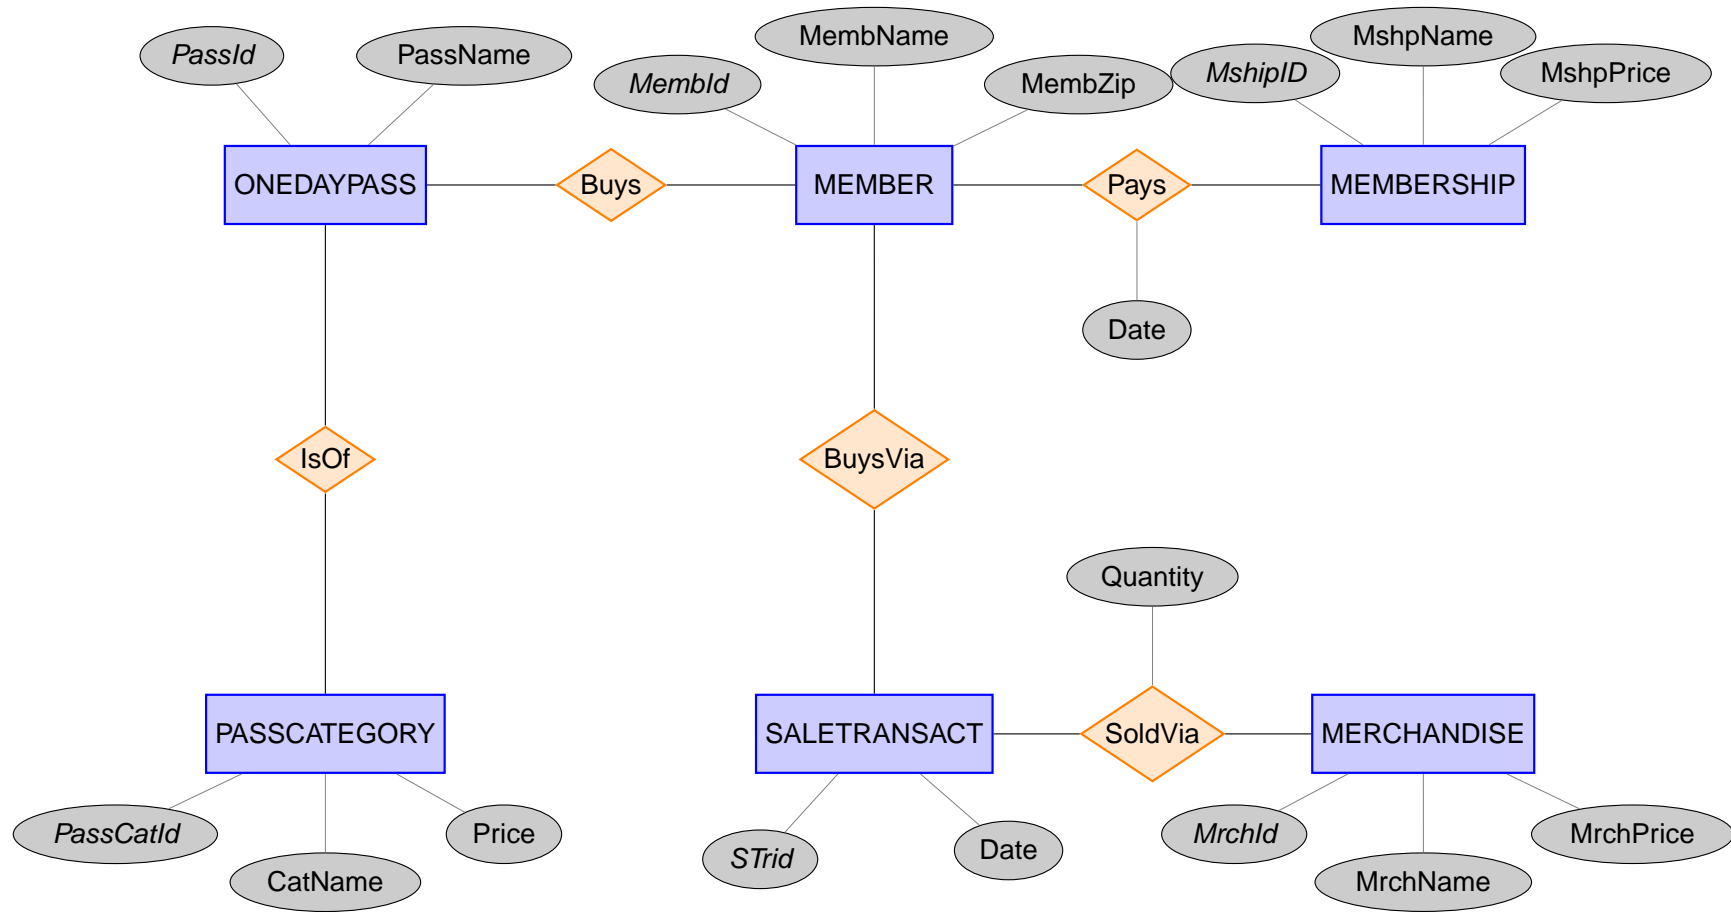 MembName
MshpName
PassId
PassName
MshpPrice
MshipID
MembId
MembZip
ONEDAYPASS
Buys
MEMBER
Pays
MEMBERSHIP
Date
IsOf
BuysVia
Quantity
PASSCATEGORY
SALETRANSACT
SoldVia
MERCHANDISE
PassCatId
Price
MrchId
MrchPrice
STrid
Date
CatName
MrchName